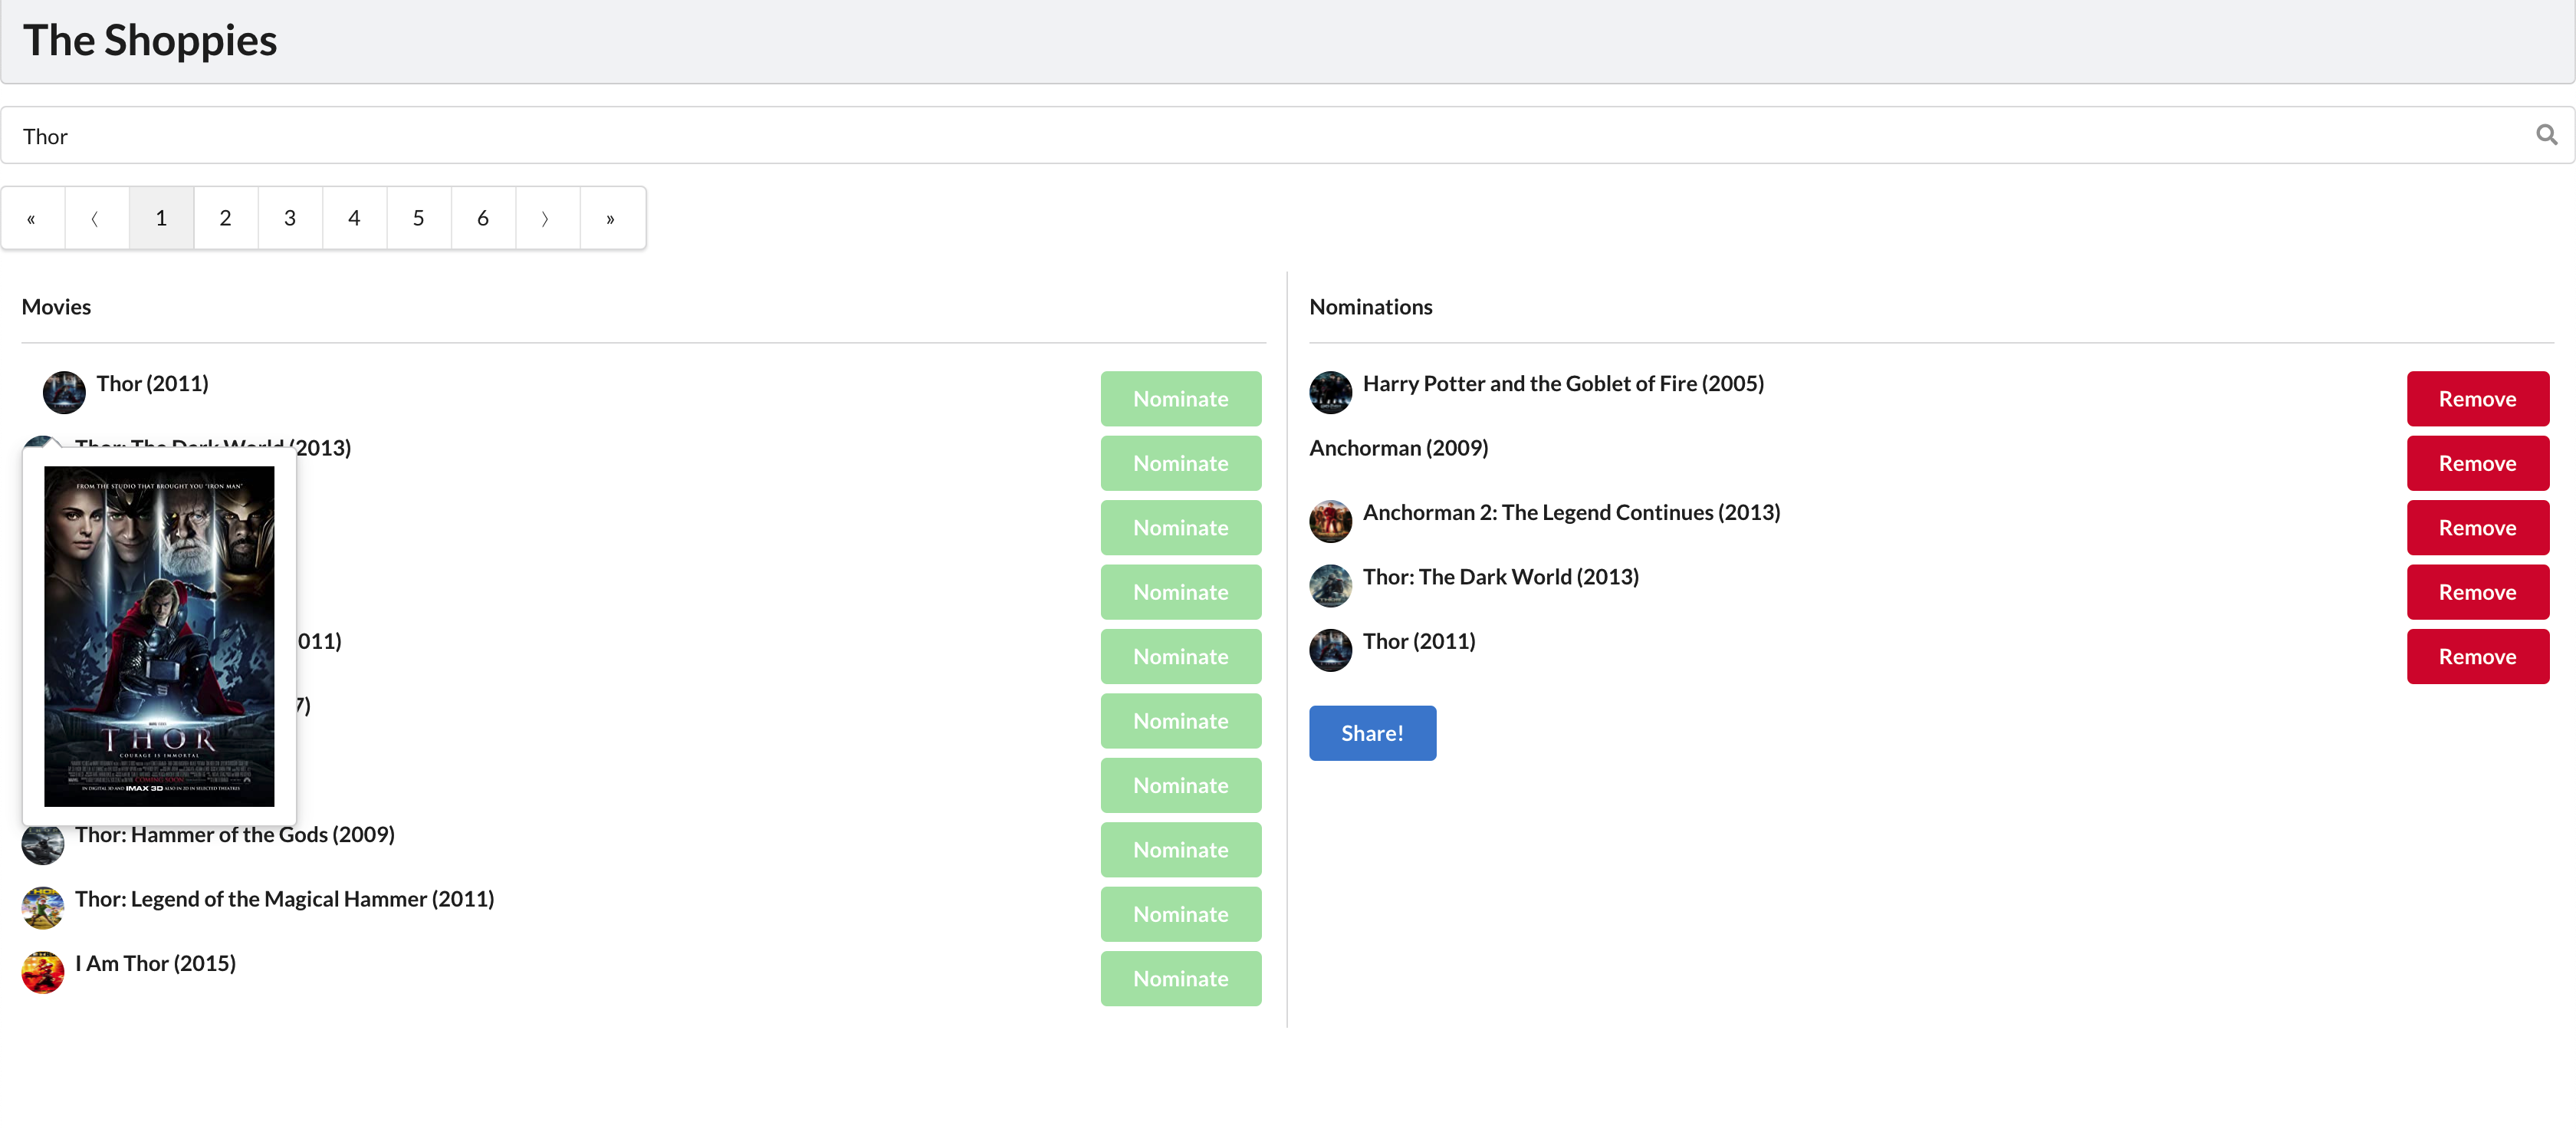 The Shoppies
Thor
« ⟨ 1 2 3 4 5 6 ⟩ »
Movies
Thor (2011)
Nominate
Thor: The Dark World (2013)
Nominate
FROM THE STUDIO THAT BROUGHT YOU "IRON MAN"
Nominate
Nominate
011)
Nominate
7)
Nominate
THOR
COURAGE IS IMMORTAL
COMING SOON
IN DIGITAL 3D AND IMAX 3D ALSO IN 2D IN SELECTED THEATRES
Nominate
Thor: Hammer of the Gods (2009)
Nominate
Thor: Legend of the Magical Hammer (2011)
Nominate
I Am Thor (2015)
Nominate
Nominations
Harry Potter and the Goblet of Fire (2005)
Remove
Anchorman (2009)
Remove
Anchorman 2: The Legend Continues (2013)
Remove
Thor: The Dark World (2013)
Remove
Thor (2011)
Remove
Share!